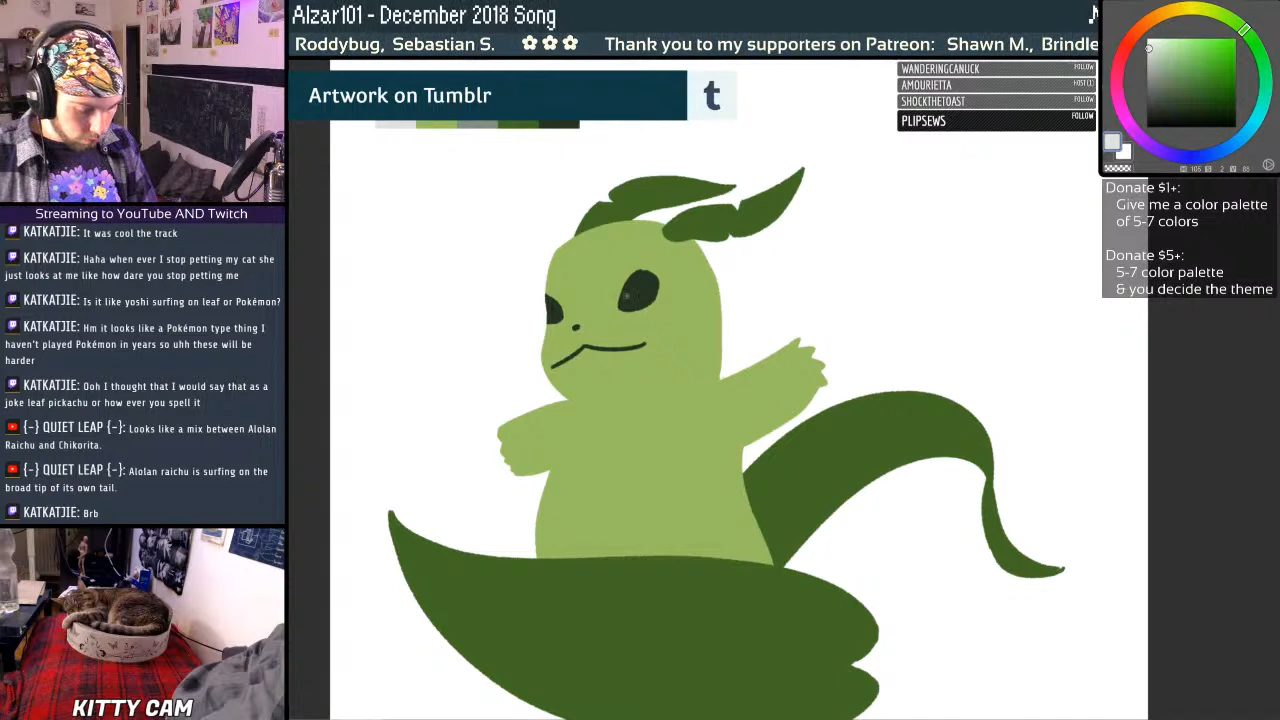 Alzar101 - December 2018 Song
Roddybug, Sebastian S. ✿ ✿ ✿ Thank you to my supporters on Patreon: Shawn M., Brindle
Artwork on Tumblr t
WANDERINGCANUCK FOLLOW
AMOURIETTA HOST(1)
SHOCKTHETOAST FOLLOW
PLIPSEWS FOLLOW
Donate $1+:
Give me a color palette
of 5-7 colors
Donate $5+:
5-7 color palette
& you decide the theme
Streaming to YouTube AND Twitch
KATKATJIE: It was cool the track
KATKATJIE: Haha when ever I stop petting my cat she
just looks at me like how dare you stop petting me
KATKATJIE: Is it like yoshi surfing on leaf or Pokémon?
KATKATJIE: Hm it looks like a Pokémon type thing I
haven't played Pokémon in years so uhh these will be
harder
KATKATJIE: Ooh I thought that I would say that as a
joke leaf pickachu or how ever you spell it
{-} QUIET LEAP {-}: Looks like a mix between Alolan
Raichu and Chikorita.
{-} QUIET LEAP {-}: Alolan raichu is surfing on the
broad tip of its own tail.
KATKATJIE: Brb
KITTY CAM